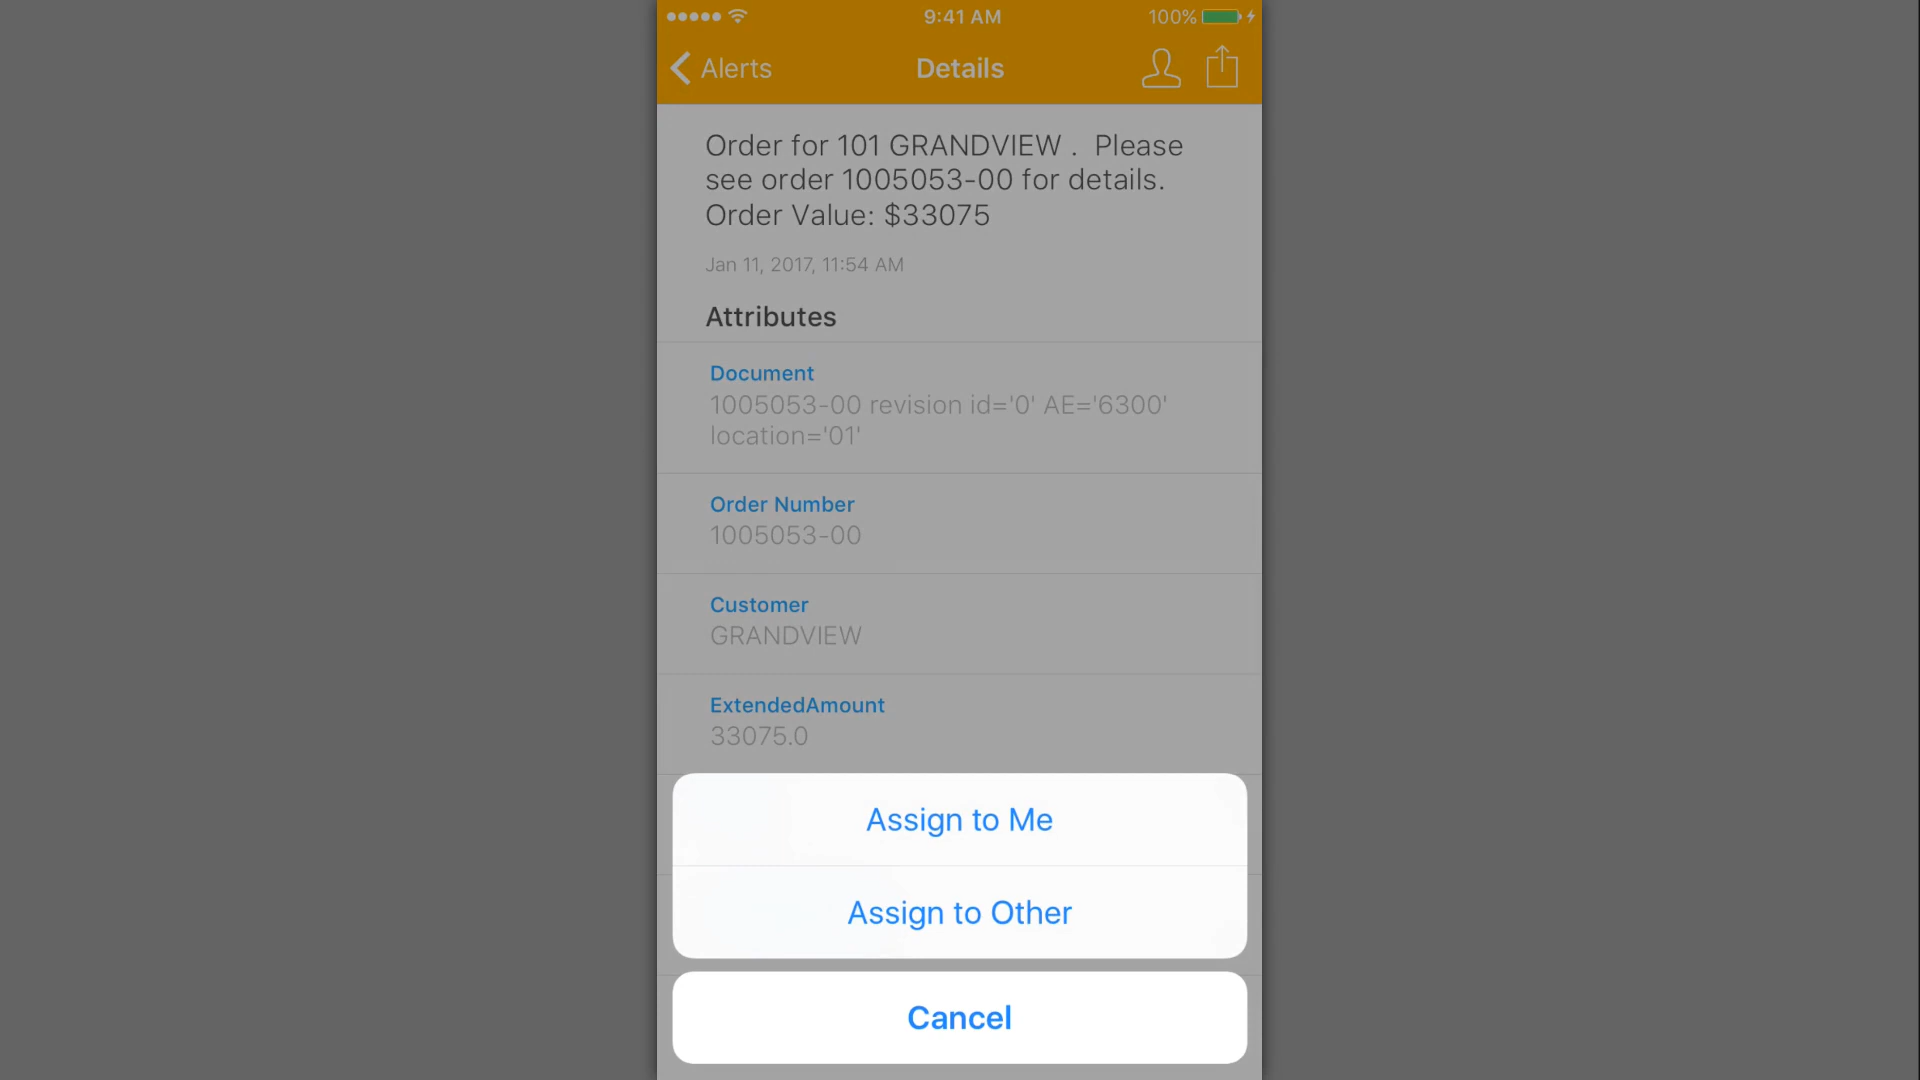 9:41 AM
100%
Alerts
Details
Order for 101 GRANDVIEW .  Please
see order 1005053-00 for details.
Order Value: $33075
Jan 11, 2017, 11:54 AM
Attributes
Document
1005053-00 revision id='0' AE='6300'
location='01'
Order Number
1005053-00
Customer
GRANDVIEW
ExtendedAmount
33075.0
Assign to Me
Assign to Other
Cancel